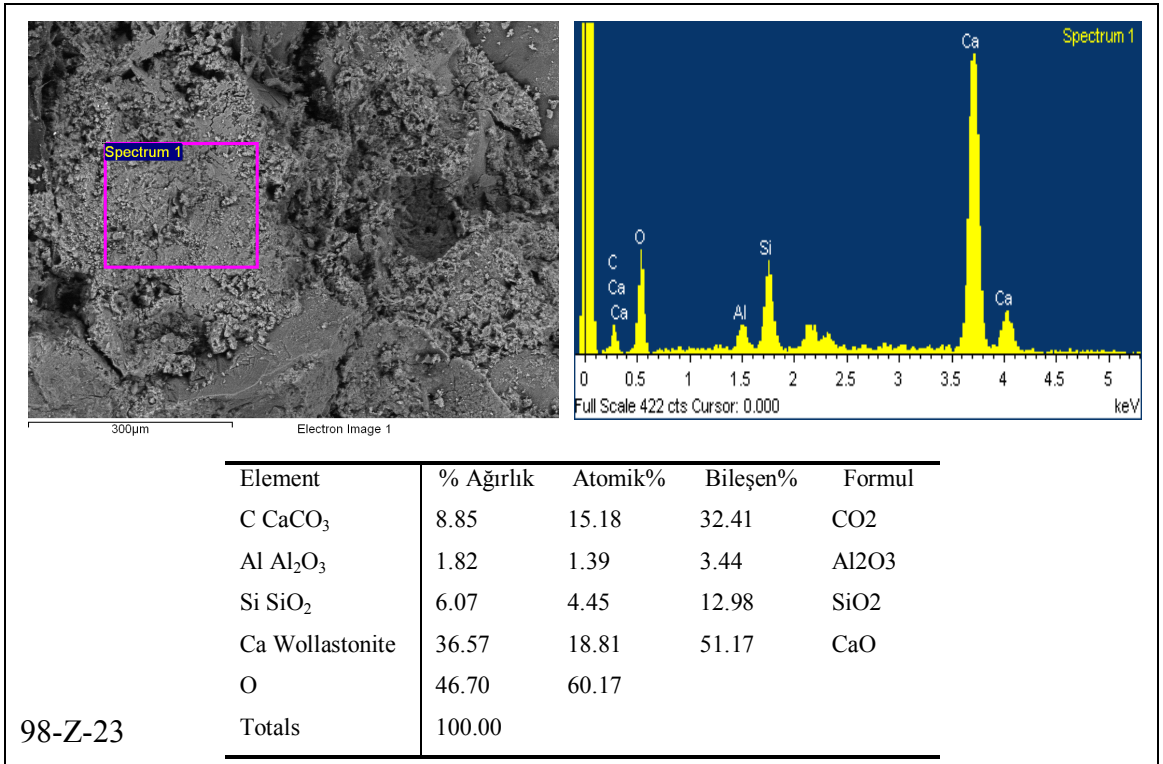 Spectrum 1
300µm Electron Image 1
Spectrum 1
Ca
O
Si
C
Ca
Ca
Al
Ca
0 0.5 1 1.5 2 2.5 3 3.5 4 4.5 5
Full Scale 422 cts Cursor: 0.000 keV
Element % Ağırlık Atomik% Bileşen% Formul
C CaCO₃ 8.85 15.18 32.41 CO2
Al Al₂O₃ 1.82 1.39 3.44 Al2O3
Si SiO₂ 6.07 4.45 12.98 SiO2
Ca Wollastonite 36.57 18.81 51.17 CaO
O 46.70 60.17
Totals 100.00
98-Z-23